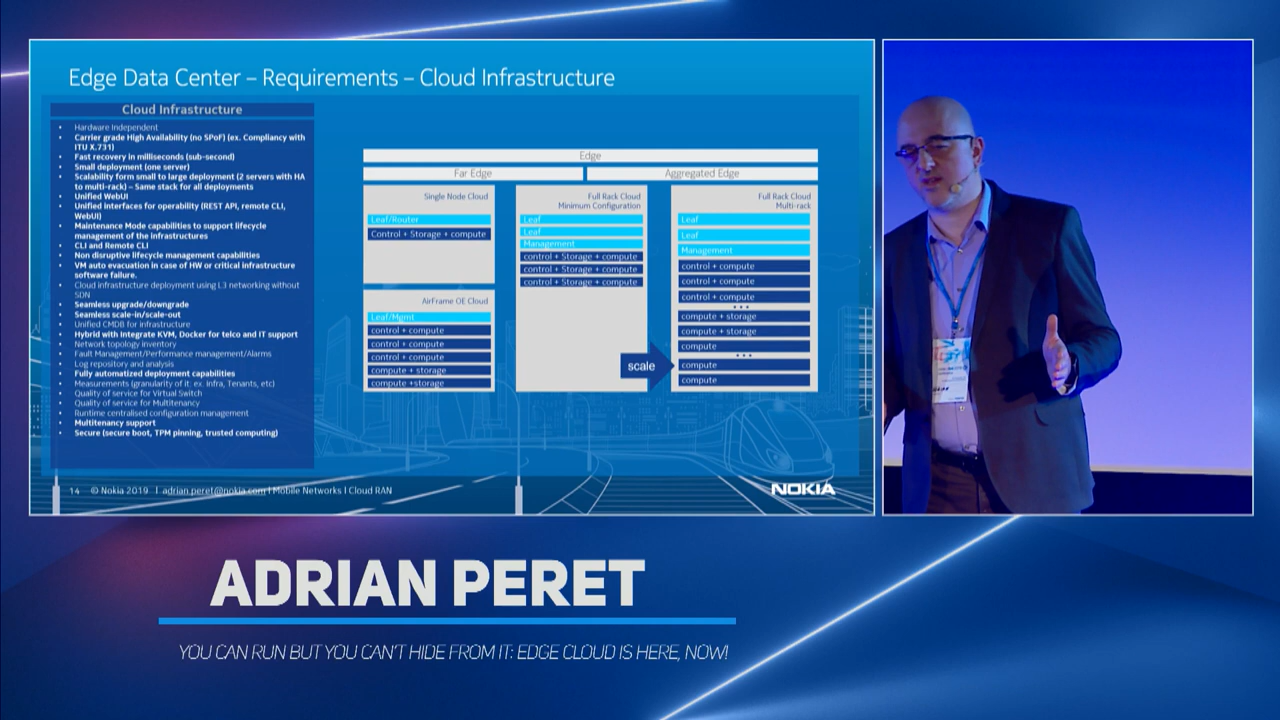 Edge Data Center – Requirements – Cloud Infrastructure
Cloud Infrastructure
• Hardware Independent
• Carrier grade High Availability (no SPoF) (ex. Compliancy with
ITU X.731)
• Fast recovery in milliseconds (sub-second)
• Small deployment (one server)
• Scalability form small to large deployment (2 servers with HA
to multi-rack) – Same stack for all deployments
• Unified WebUI
• Unified interfaces for operability (REST API, remote CLI,
WebUI)
• Maintenance Mode capabilities to support lifecycle
management of the infrastructures
• CLI and Remote CLI
• Non disruptive lifecycle management capabilities
• VM auto evacuation in case of HW or critical infrastructure
software failure.
• Cloud infrastructure deployment using L3 networking without
SDN
• Seamless upgrade/downgrade
• Seamless scale-in/scale-out
• Unified CMDB for infrastructure
• Hybrid with Integrate KVM, Docker for telco and IT support
• Network topology inventory
• Fault Management/Performance management/Alarms
• Log repository and analysis
• Fully automatized deployment capabilities
• Measurements (granularity of it: ex. Infra, Tenants, etc)
• Quality of service for Virtual Switch
• Quality of service for Multitenancy
• Runtime centralised configuration management
• Multitenancy support
• Secure (secure boot, TPM pinning, trusted computing)
Edge
Far Edge
Aggregated Edge
Single Node Cloud
Leaf/Router
Control + Storage + compute
AirFrame OE Cloud
Leaf/Mgmt
control + compute
control + compute
control + compute
compute + storage
compute +storage
Full Rack Cloud
Minimum Configuration
Leaf
Leaf
Management
control + Storage + compute
control + Storage + compute
control + Storage + compute
scale
Full Rack Cloud
Multi-rack
Leaf
Leaf
Management
control + compute
control + compute
control + compute
• • •
compute + storage
compute + storage
compute
• • •
compute
compute
14 © Nokia 2019 I adrian.peret@nokia.com I Mobile Networks I Cloud RAN
NOKIA
ADRIAN PERET
YOU CAN RUN BUT YOU CAN'T HIDE FROM IT: EDGE CLOUD IS HERE, NOW!